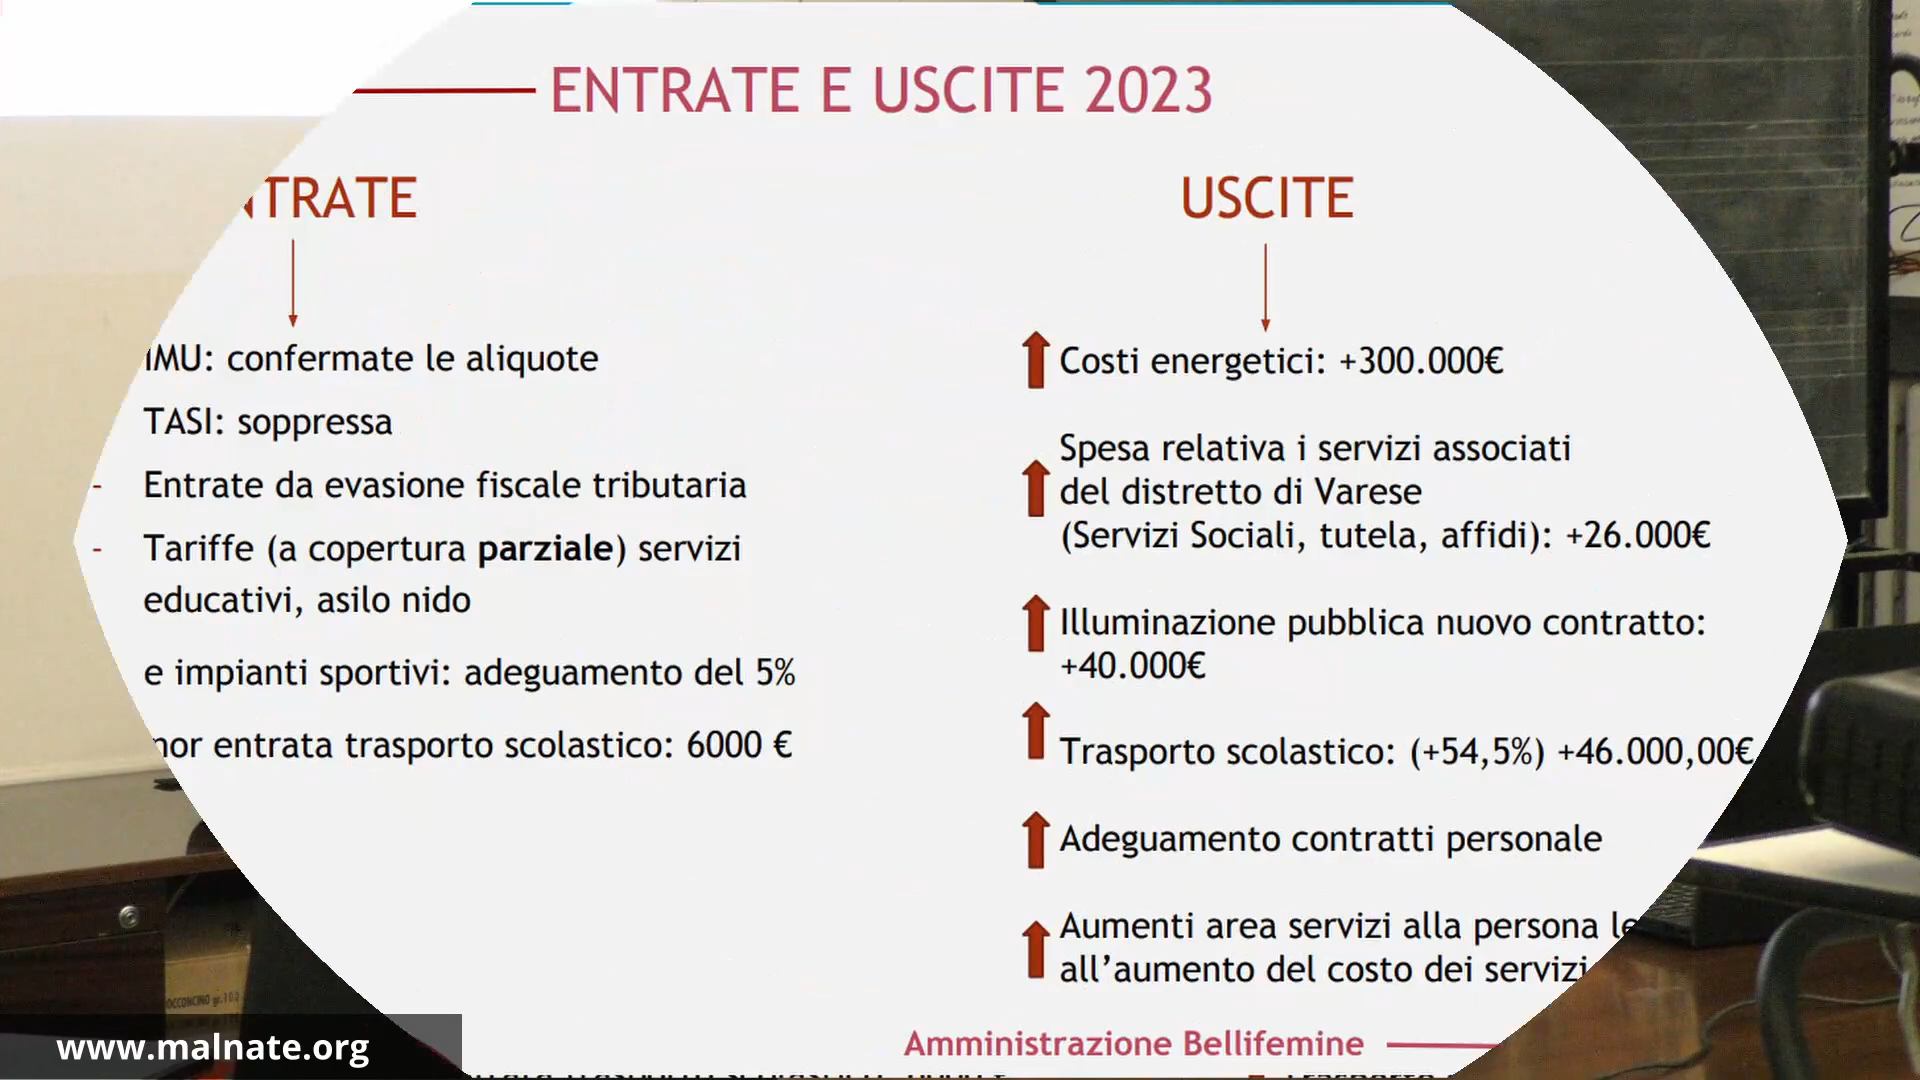 ENTRATE E USCITE 2023
NTRATE
IMU: confermate le aliquote
TASI: soppressa
- Entrate da evasione fiscale tributaria
- Tariffe (a copertura parziale) servizi
educativi, asilo nido
e impianti sportivi: adeguamento del 5%
nor entrata trasporto scolastico: 6000 €
USCITE
Costi energetici: +300.000€
Spesa relativa i servizi associati
del distretto di Varese
(Servizi Sociali, tutela, affidi): +26.000€
Illuminazione pubblica nuovo contratto:
+40.000€
Trasporto scolastico: (+54,5%) +46.000,00€
Adeguamento contratti personale
Aumenti area servizi alla persona le
all’aumento del costo dei servizi
Amministrazione Bellifemine
www.malnate.org